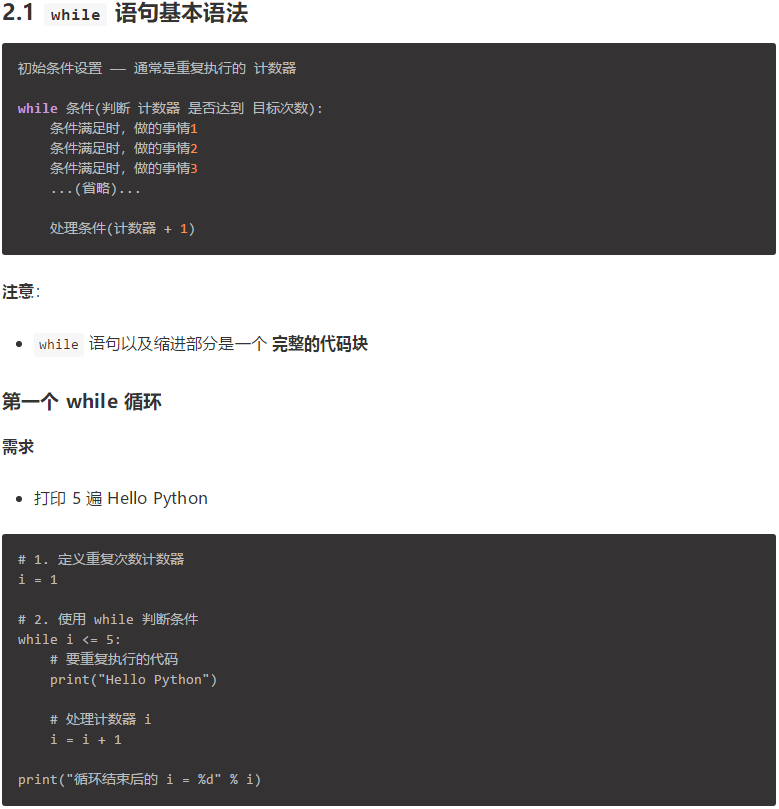 2.1 while 语句基本语法
初始条件设置 —— 通常是重复执行的 计数器
while 条件(判断 计数器 是否达到 目标次数):
    条件满足时，做的事情1
    条件满足时，做的事情2
    条件满足时，做的事情3
    ...(省略)...
    处理条件(计数器 + 1)
注意：
• while 语句以及缩进部分是一个 完整的代码块
第一个 while 循环
需求
• 打印 5 遍 Hello Python
# 1. 定义重复次数计数器
i = 1
# 2. 使用 while 判断条件
while i <= 5:
    # 要重复执行的代码
    print("Hello Python")
    # 处理计数器 i
    i = i + 1
print("循环结束后的 i = %d" % i)